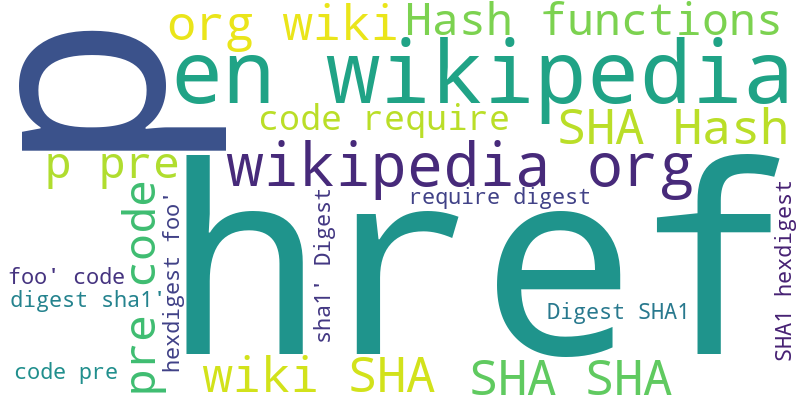 org wiki
Hash functions
p
en wikipedia
code require
SHA Hash
p pre
wikipedia org
require digest
href
pre code
hexdigest foo'
sha1' Digest
SHA1 hexdigest
foo' code
digest sha1'
Digest SHA1
code pre
wiki SHA
SHA SHA